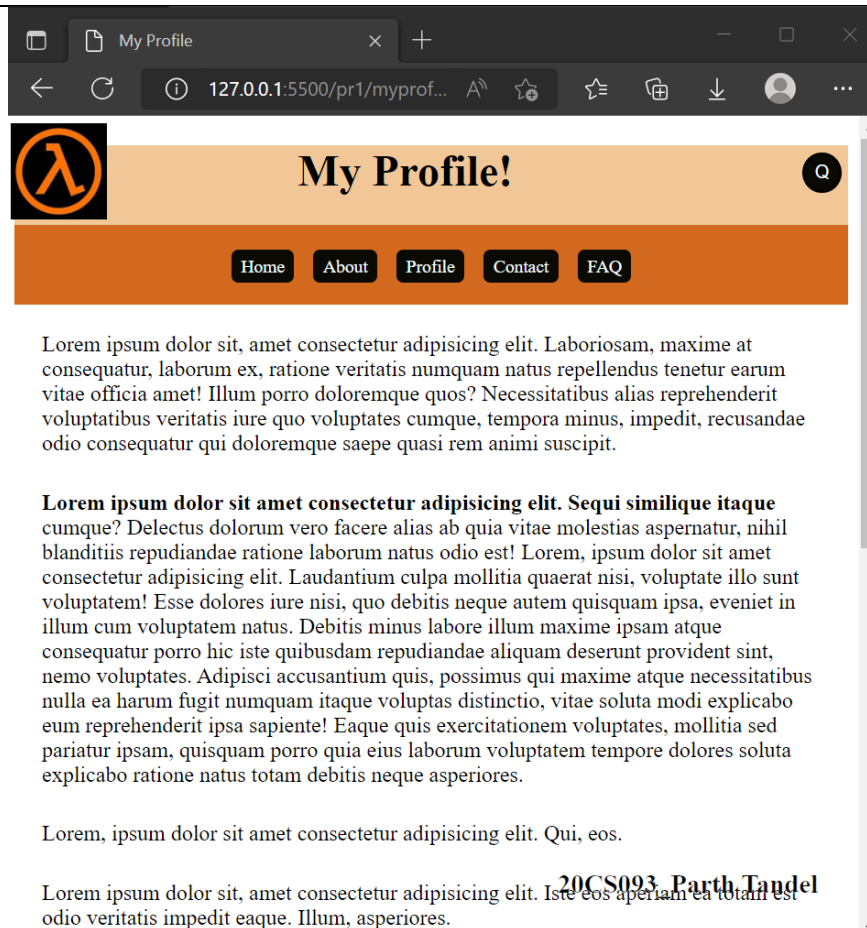 My Profile
127.0.0.1:5500/pr1/myprof...
My Profile!
Q
Home About Profile Contact FAQ
Lorem ipsum dolor sit, amet consectetur adipisicing elit. Laboriosam, maxime at
consequatur, laborum ex, ratione veritatis numquam natus repellendus tenetur earum
vitae officia amet! Illum porro doloremque quos? Necessitatibus alias reprehenderit
voluptatibus veritatis iure quo voluptates cumque, tempora minus, impedit, recusandae
odio consequatur qui doloremque saepe quasi rem animi suscipit.
Lorem ipsum dolor sit amet consectetur adipisicing elit. Sequi similique itaque
cumque? Delectus dolorum vero facere alias ab quia vitae molestias aspernatur, nihil
blanditiis repudiandae ratione laborum natus odio est! Lorem, ipsum dolor sit amet
consectetur adipisicing elit. Laudantium culpa mollitia quaerat nisi, voluptate illo sunt
voluptatem! Esse dolores iure nisi, quo debitis neque autem quisquam ipsa, eveniet in
illum cum voluptatem natus. Debitis minus labore illum maxime ipsam atque
consequatur porro hic iste quibusdam repudiandae aliquam deserunt provident sint,
nemo voluptates. Adipisci accusantium quis, possimus qui maxime atque necessitatibus
nulla ea harum fugit numquam itaque voluptas distinctio, vitae soluta modi explicabo
eum reprehenderit ipsa sapiente! Eaque quis exercitationem voluptates, mollitia sed
pariatur ipsam, quisquam porro quia eius laborum voluptatem tempore dolores soluta
explicabo ratione natus totam debitis neque asperiores.
Lorem, ipsum dolor sit amet consectetur adipisicing elit. Qui, eos.
20CS093_Parth Tandel
Lorem ipsum dolor sit, amet consectetur adipisicing elit. Iste eos aperiam ea totam est
odio veritatis impedit eaque. Illum, asperiores.